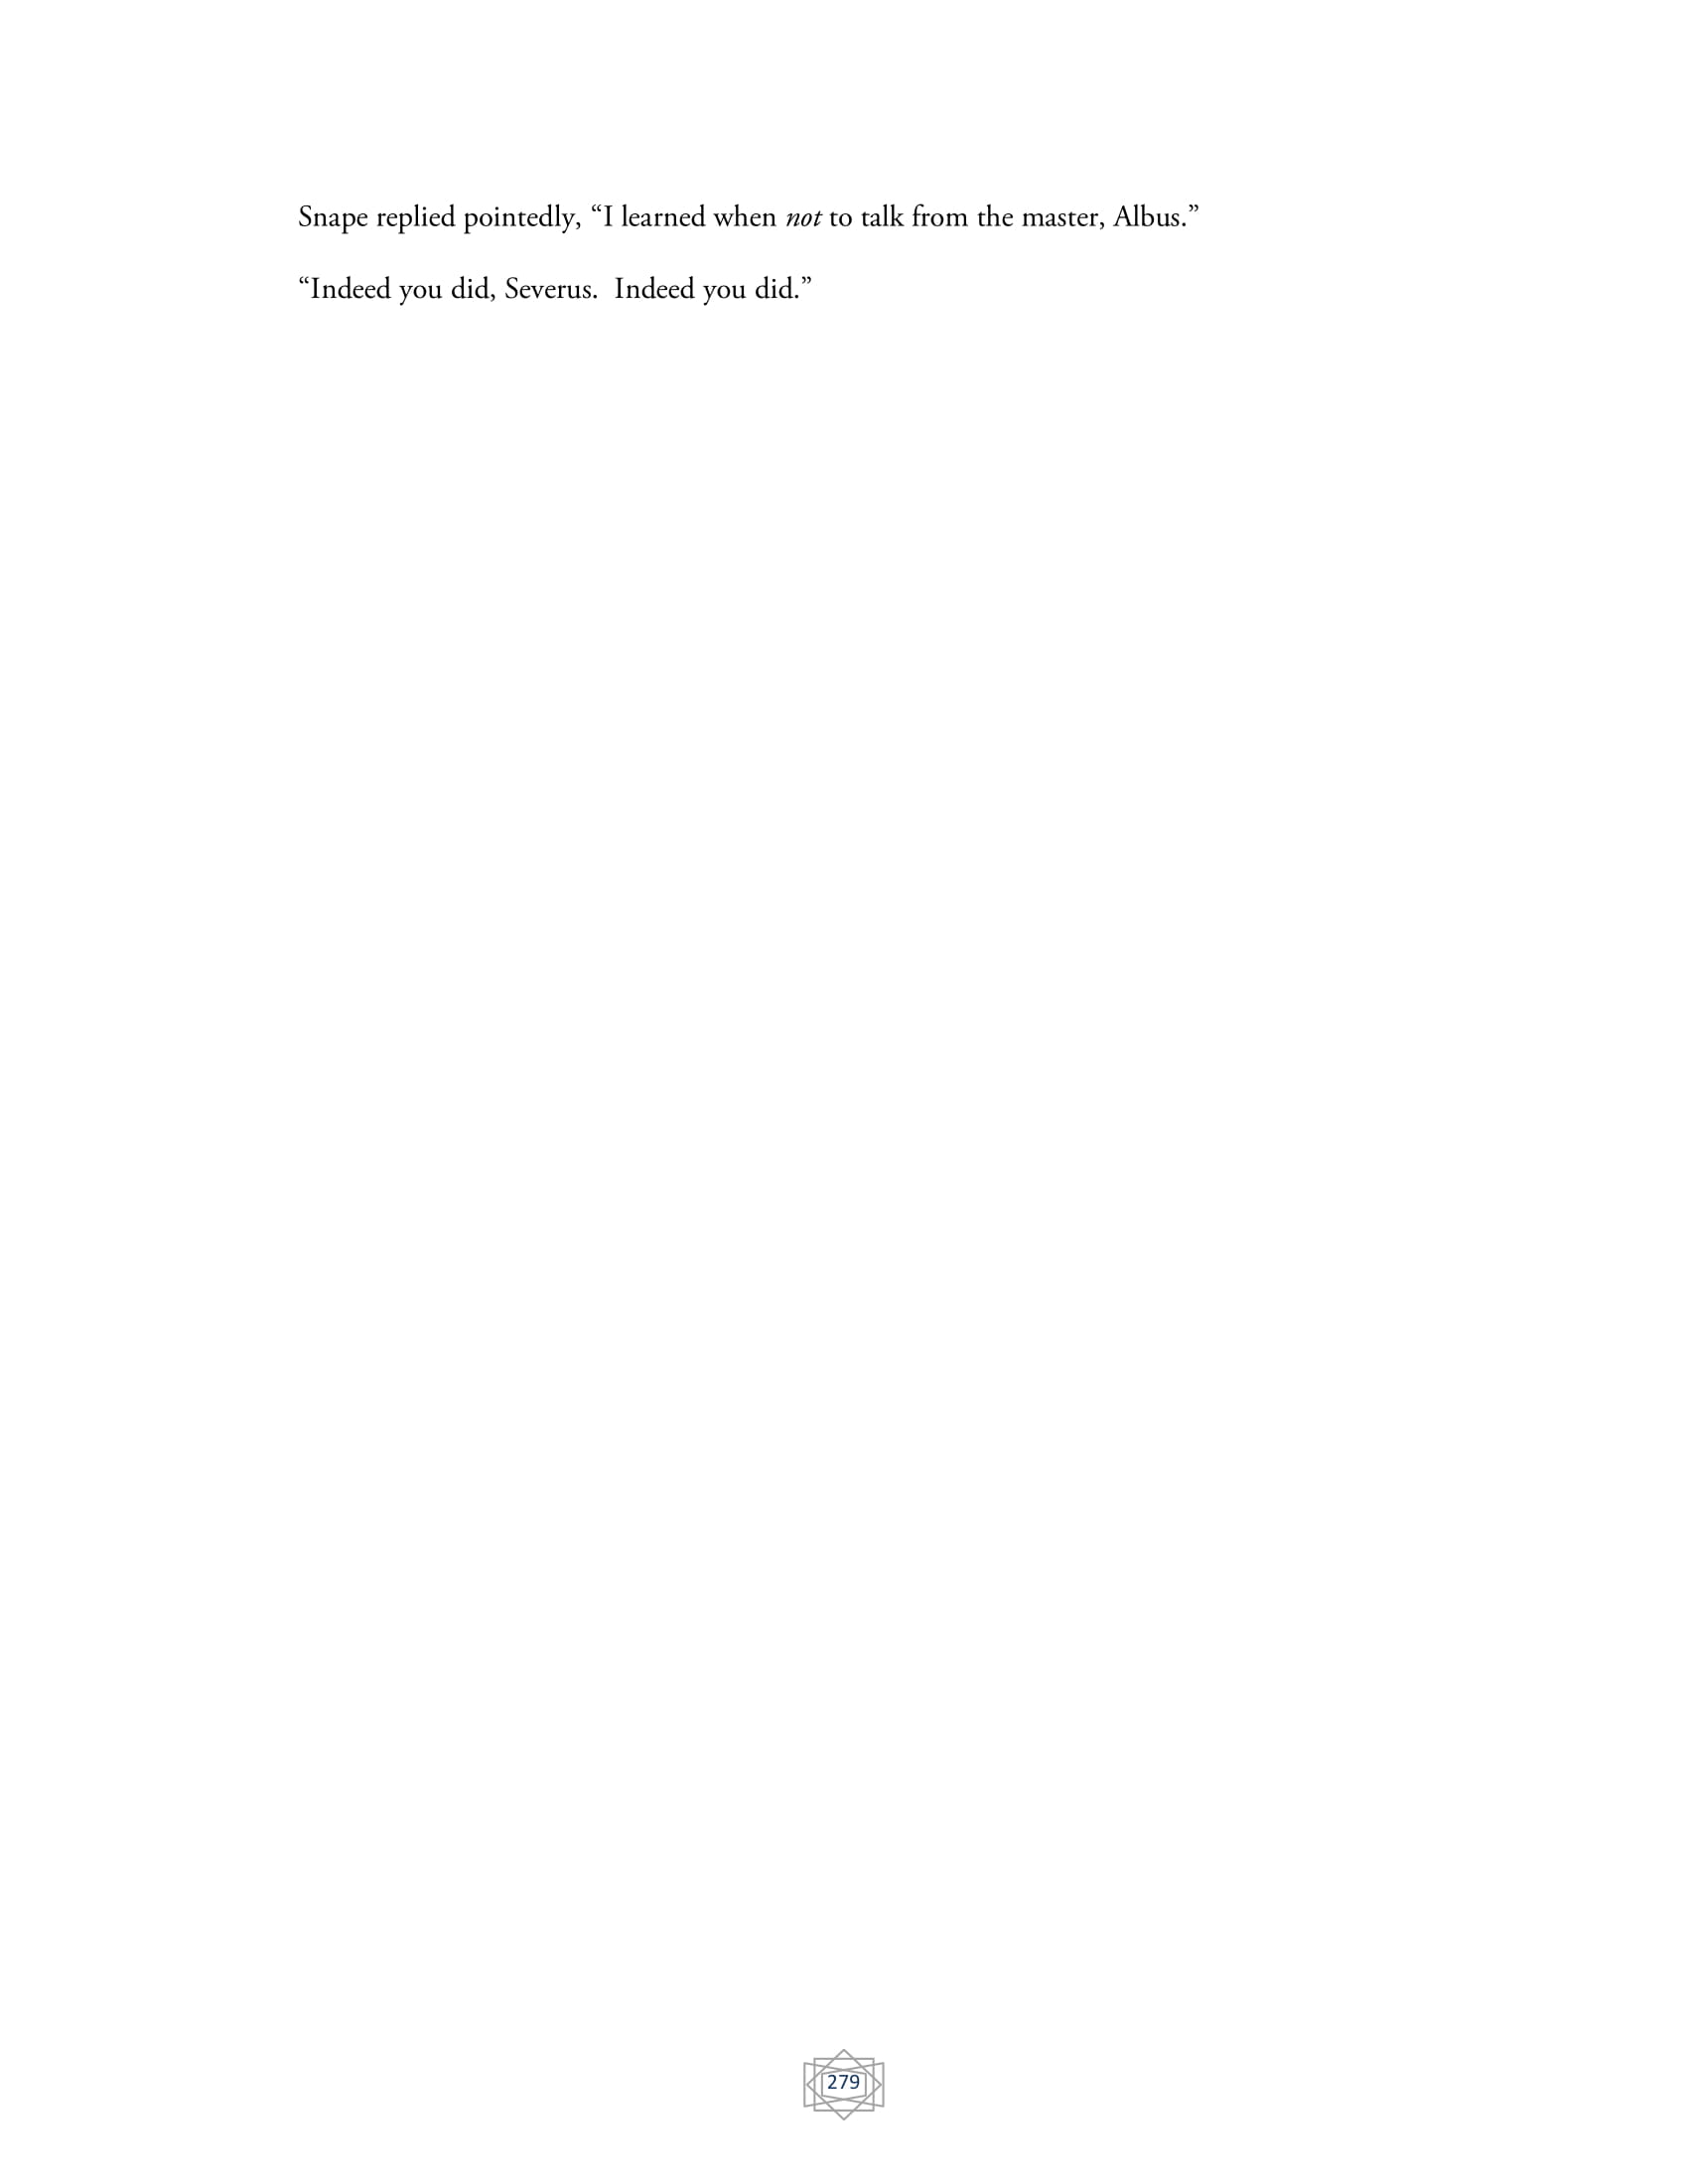 Snape replied pointedly, “I learned when not to talk from the master, Albus.”
“Indeed you did, Severus.  Indeed you did.”
279